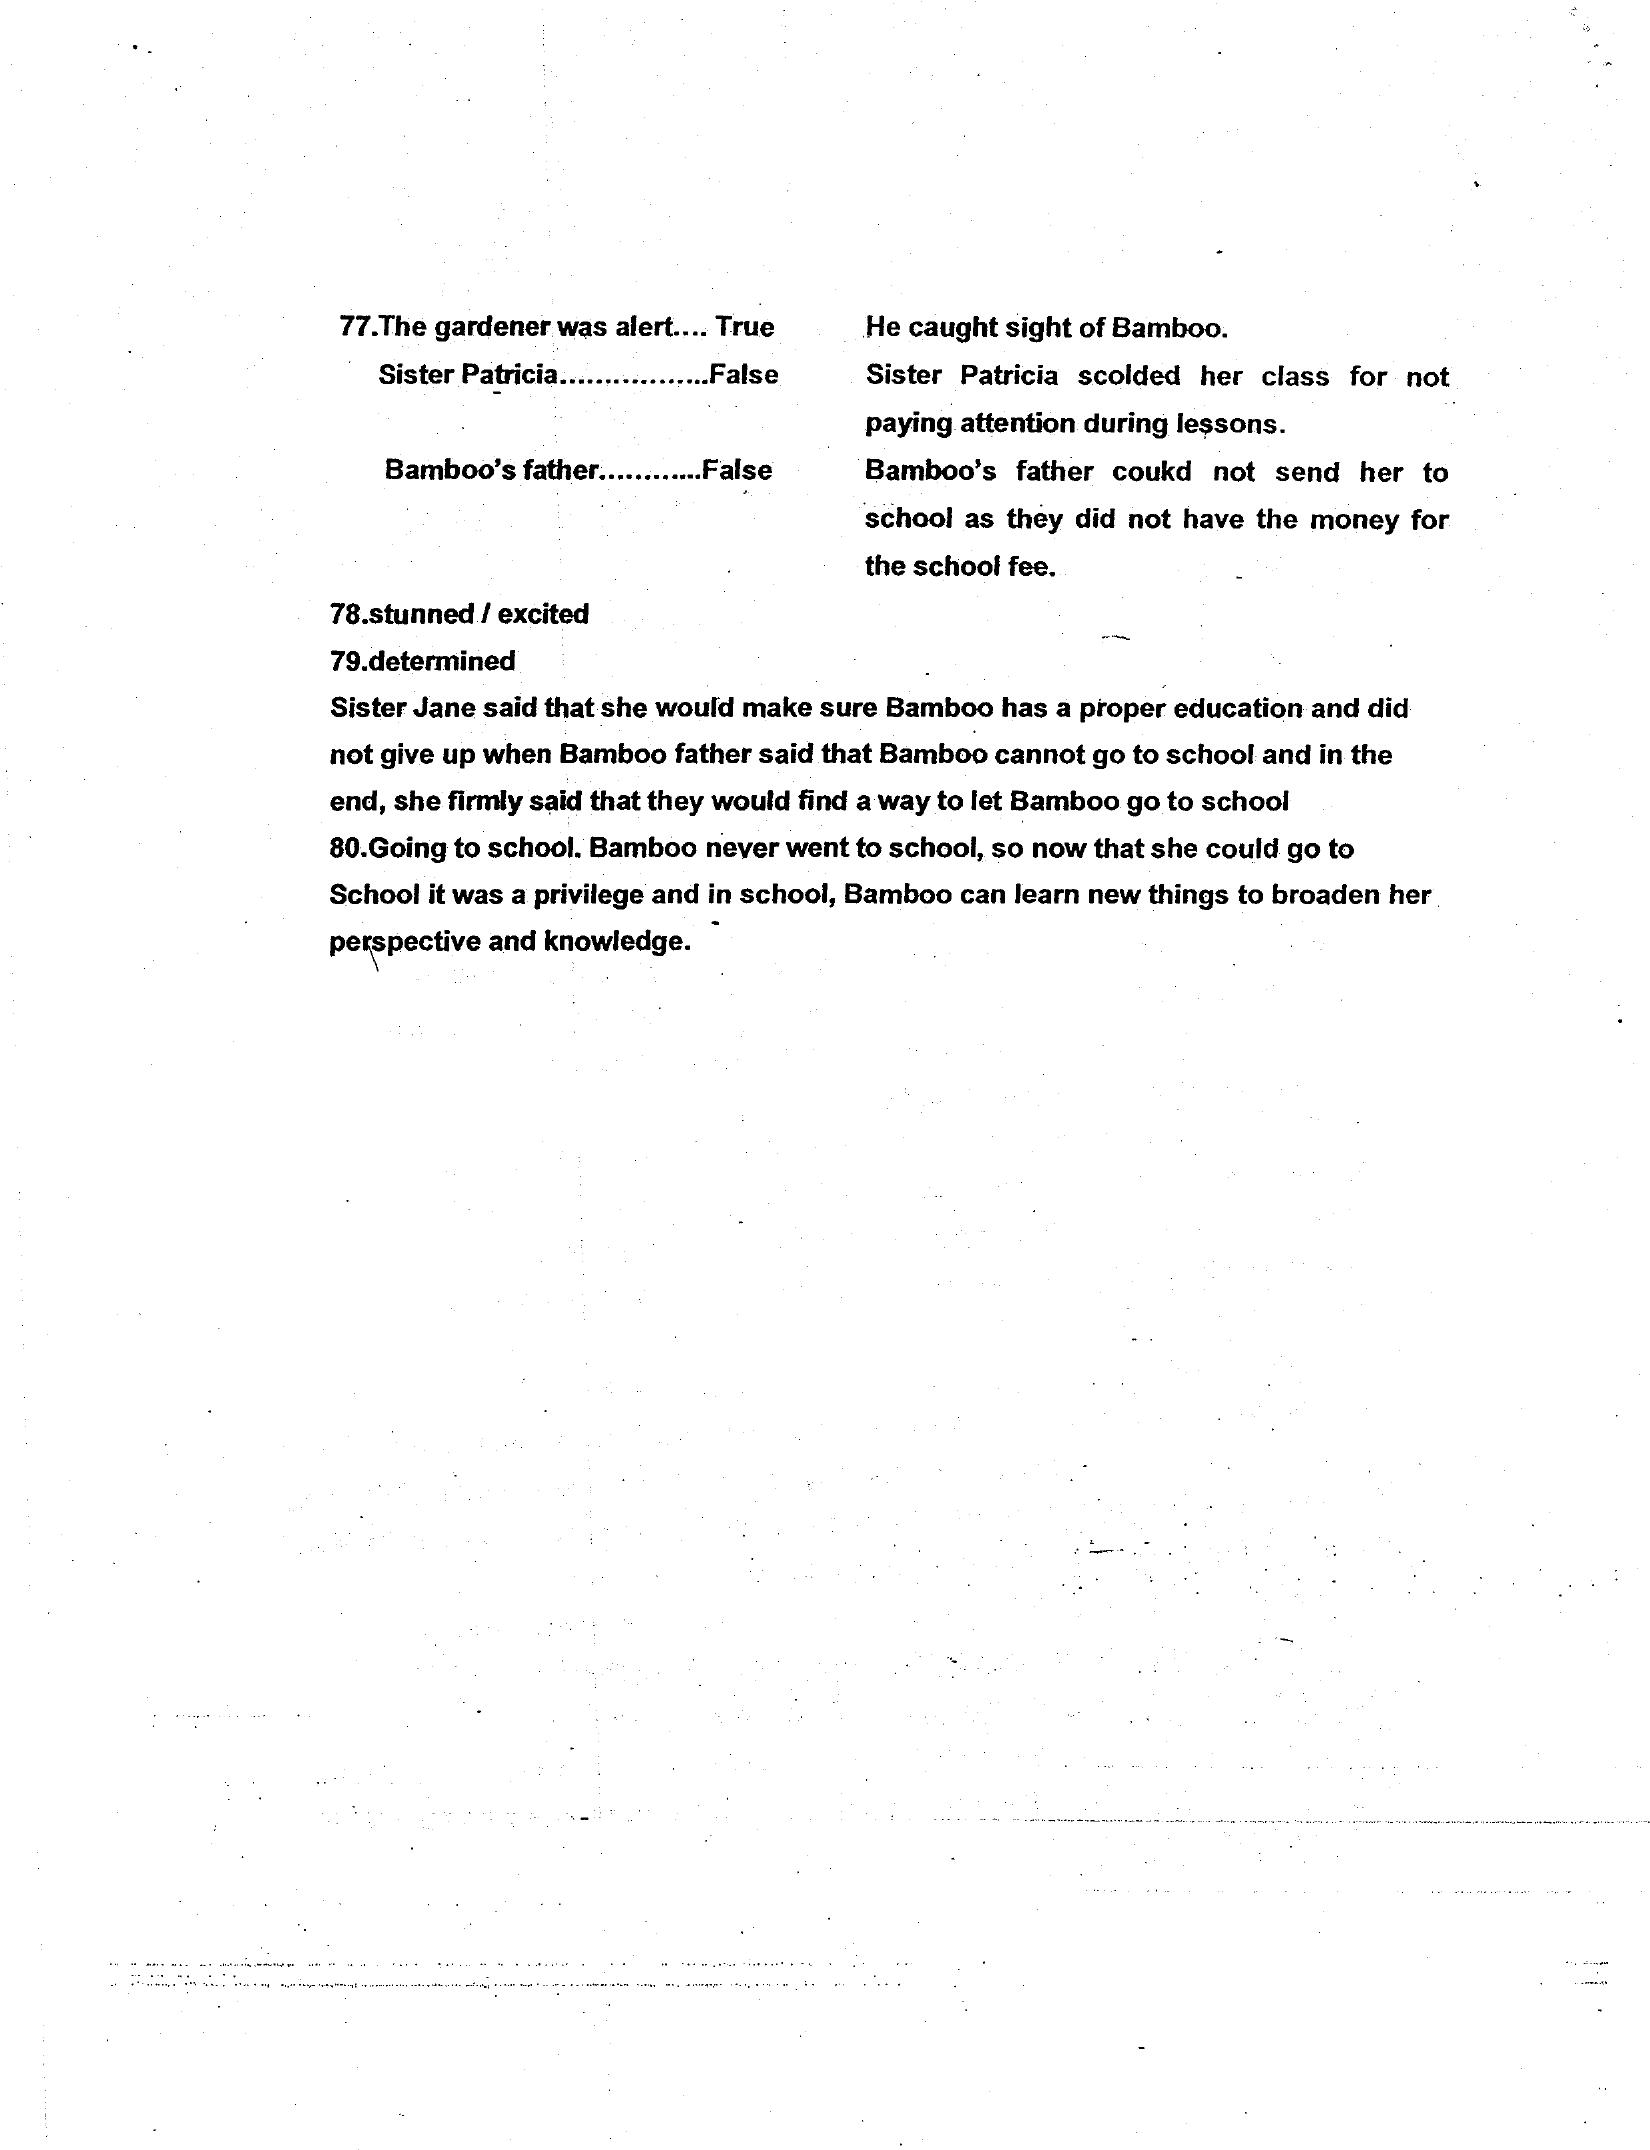 77.The gardener was alert.... True He caught sight of Bamboo.
Sister Patricia.................False Sister Patricia scolded her class for not
paying attention during lessons.
Bamboo's father............False Bamboo's father coukd not send her to
school as they did not have the money for
the school fee.
78.stunned / excited
79.determined
Sister Jane said that she would make sure Bamboo has a proper education and did
not give up when Bamboo father said that Bamboo cannot go to school and in the
end, she firmly said that they would find a way to let Bamboo go to school
80.Going to school. Bamboo never went to school, so now that she could go to
School it was a privilege and in school, Bamboo can learn new things to broaden her
perspective and knowledge.